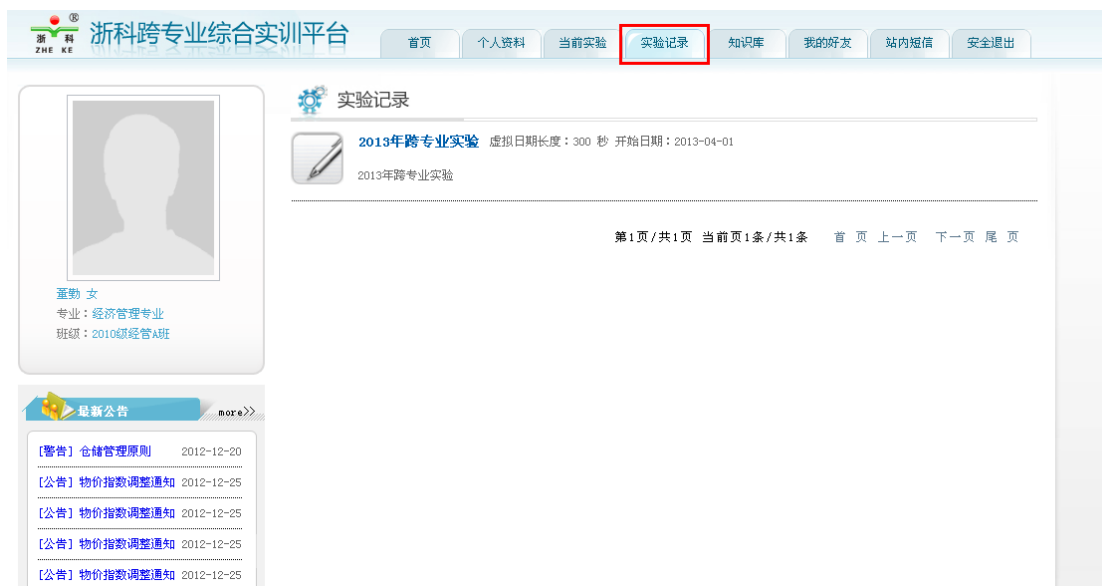 ®
浙 科
ZHE KE
浙科跨专业综合实训平台
首页 个人资料 当前实验 实验记录 知识库 我的好友 站内短信 安全退出
实验记录
2013年跨专业实验 虚拟日期长度：300 秒 开始日期：2013-04-01
2013年跨专业实验
第1页/共1页 当前页1条/共1条 首 页 上一页 下一页 尾 页
董勤 女
专业：经济管理专业
班级：2010级经管A班
最新公告 more>>
[警告] 仓储管理原则 2012-12-20
[公告] 物价指数调整通知 2012-12-25
[公告] 物价指数调整通知 2012-12-25
[公告] 物价指数调整通知 2012-12-25
[公告] 物价指数调整通知 2012-12-25